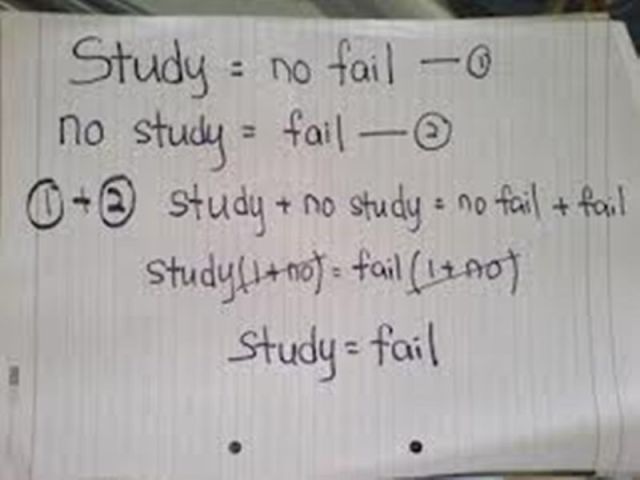 Study = no fail — ①
no study = fail — ②
① + ② study + no study = no fail + fail
study(1+no) = fail(1+no)
study = fail